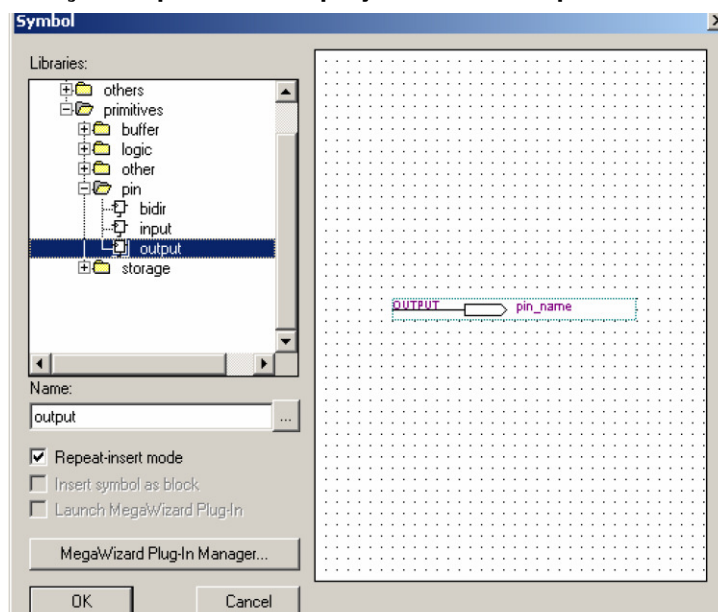 Symbol
Libraries:
others
primitives
buffer
logic
other
pin
bidir
input
output
storage
OUTPUT pin_name
Name:
output
...
Repeat-insert mode
Insert symbol as block
Launch MegaWizard Plug-In
MegaWizard Plug-In Manager...
OK Cancel